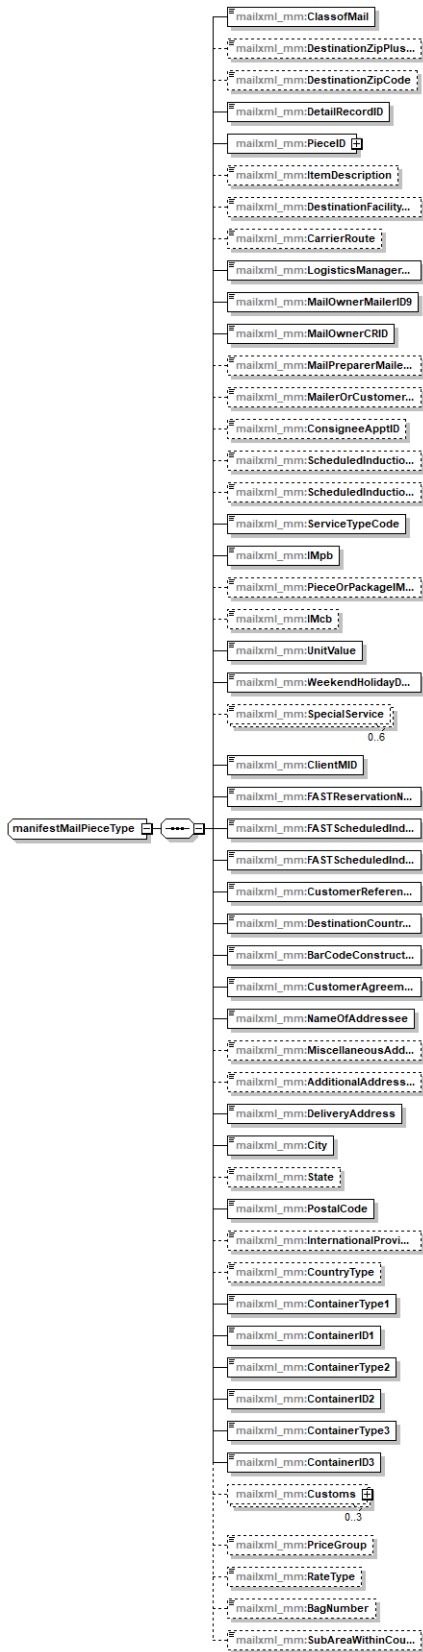 mailxml_mm:ClassofMail
mailxml_mm:DestinationZipPlus...
mailxml_mm:DestinationZipCode
mailxml_mm:DetailRecordID
mailxml_mm:PieceID
mailxml_mm:ItemDescription
mailxml_mm:DestinationFacility...
mailxml_mm:CarrierRoute
mailxml_mm:LogisticsManager...
mailxml_mm:MailOwnerMailerID9
mailxml_mm:MailOwnerCRID
mailxml_mm:MailPreparerMaile...
mailxml_mm:MailerOrCustomer...
mailxml_mm:ConsigneeApptID
mailxml_mm:ScheduledInductio...
mailxml_mm:ScheduledInductio...
mailxml_mm:ServiceTypeCode
mailxml_mm:IMpb
mailxml_mm:PieceOrPackageIM...
mailxml_mm:IMcb
mailxml_mm:UnitValue
mailxml_mm:WeekendHolidayD...
mailxml_mm:SpecialService
0..6
mailxml_mm:ClientMID
mailxml_mm:FASTReservationN...
manifestMailPieceType
mailxml_mm:FASTScheduledInd...
mailxml_mm:FASTScheduledInd...
mailxml_mm:CustomerReferen...
mailxml_mm:DestinationCountr...
mailxml_mm:BarCodeConstruct...
mailxml_mm:CustomerAgreem...
mailxml_mm:NameOfAddressee
mailxml_mm:MiscellaneousAdd...
mailxml_mm:AdditionalAddress...
mailxml_mm:DeliveryAddress
mailxml_mm:City
mailxml_mm:State
mailxml_mm:PostalCode
mailxml_mm:InternationalProvi...
mailxml_mm:CountryType
mailxml_mm:ContainerType1
mailxml_mm:ContainerID1
mailxml_mm:ContainerType2
mailxml_mm:ContainerID2
mailxml_mm:ContainerType3
mailxml_mm:ContainerID3
mailxml_mm:Customs
0..3
mailxml_mm:PriceGroup
mailxml_mm:RateType
mailxml_mm:BagNumber
mailxml_mm:SubAreaWithinCou...